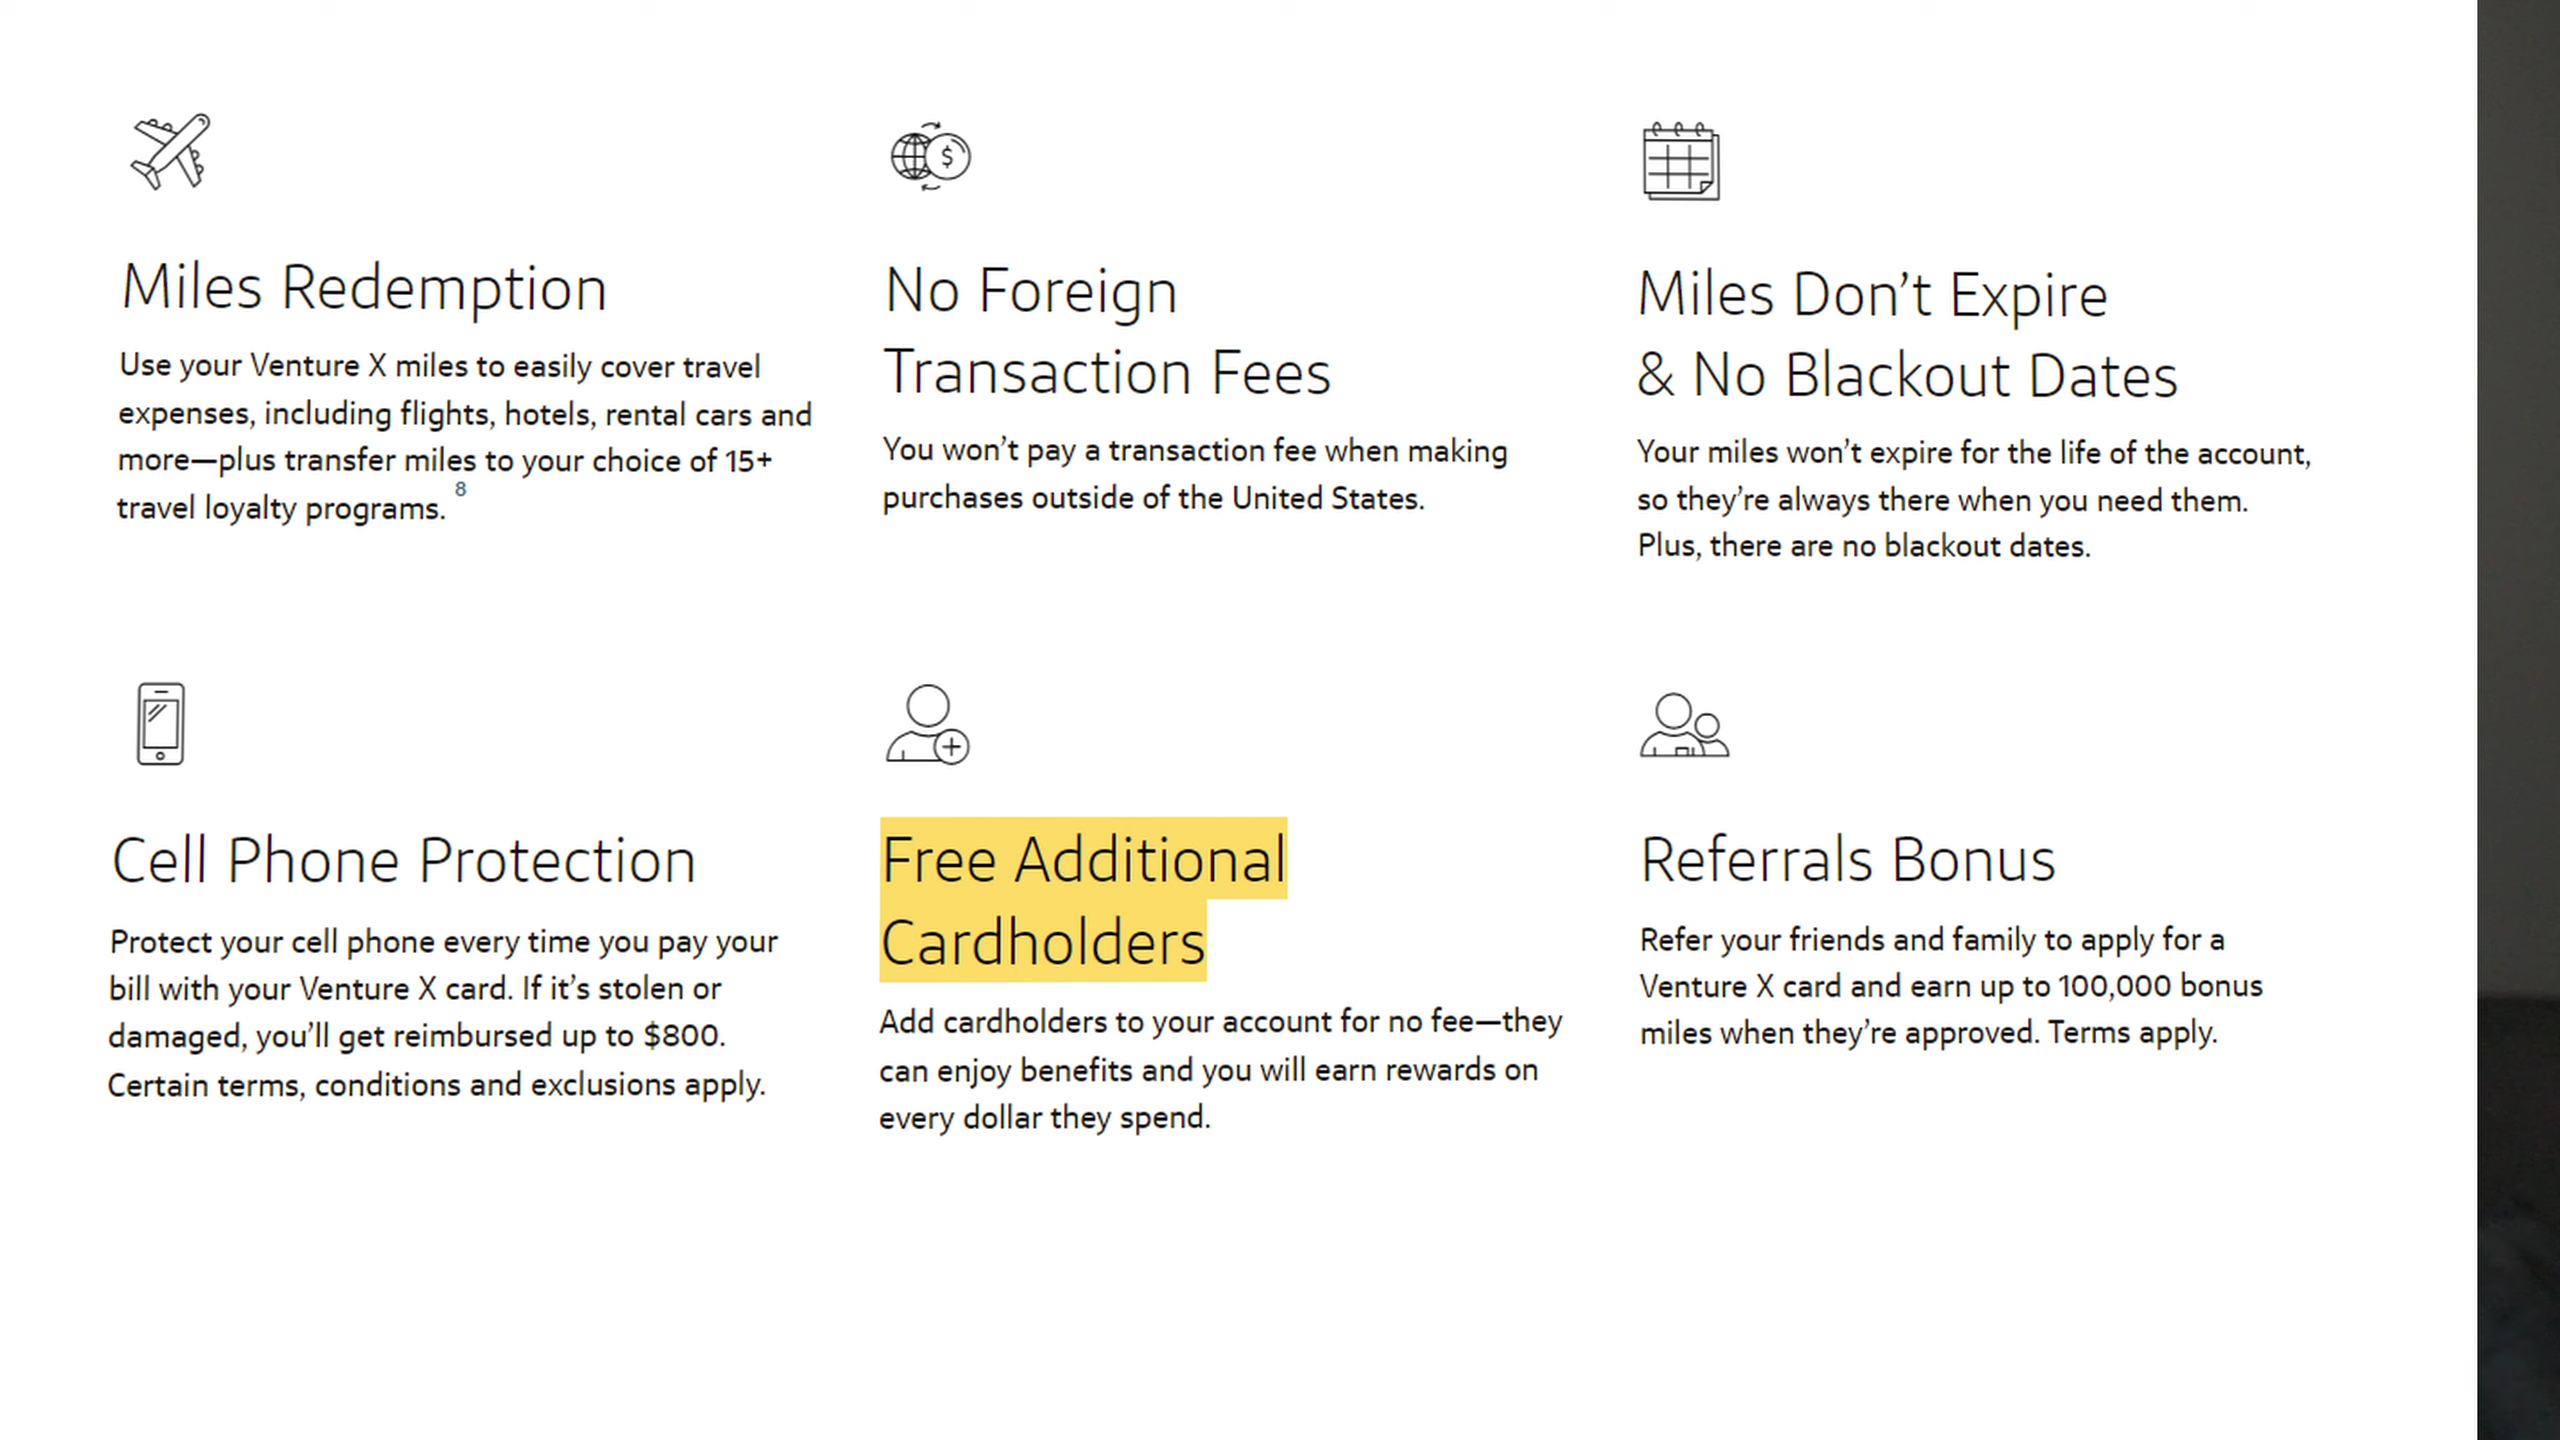 Miles Redemption
Use your Venture X miles to easily cover travel
expenses, including flights, hotels, rental cars and
more—plus transfer miles to your choice of 15+
travel loyalty programs. 8
No Foreign
Transaction Fees
You won’t pay a transaction fee when making
purchases outside of the United States.
Miles Don’t Expire
& No Blackout Dates
Your miles won’t expire for the life of the account,
so they’re always there when you need them.
Plus, there are no blackout dates.
Cell Phone Protection
Protect your cell phone every time you pay your
bill with your Venture X card. If it’s stolen or
damaged, you’ll get reimbursed up to $800.
Certain terms, conditions and exclusions apply.
Free Additional
Cardholders
Add cardholders to your account for no fee—they
can enjoy benefits and you will earn rewards on
every dollar they spend.
Referrals Bonus
Refer your friends and family to apply for a
Venture X card and earn up to 100,000 bonus
miles when they’re approved. Terms apply.